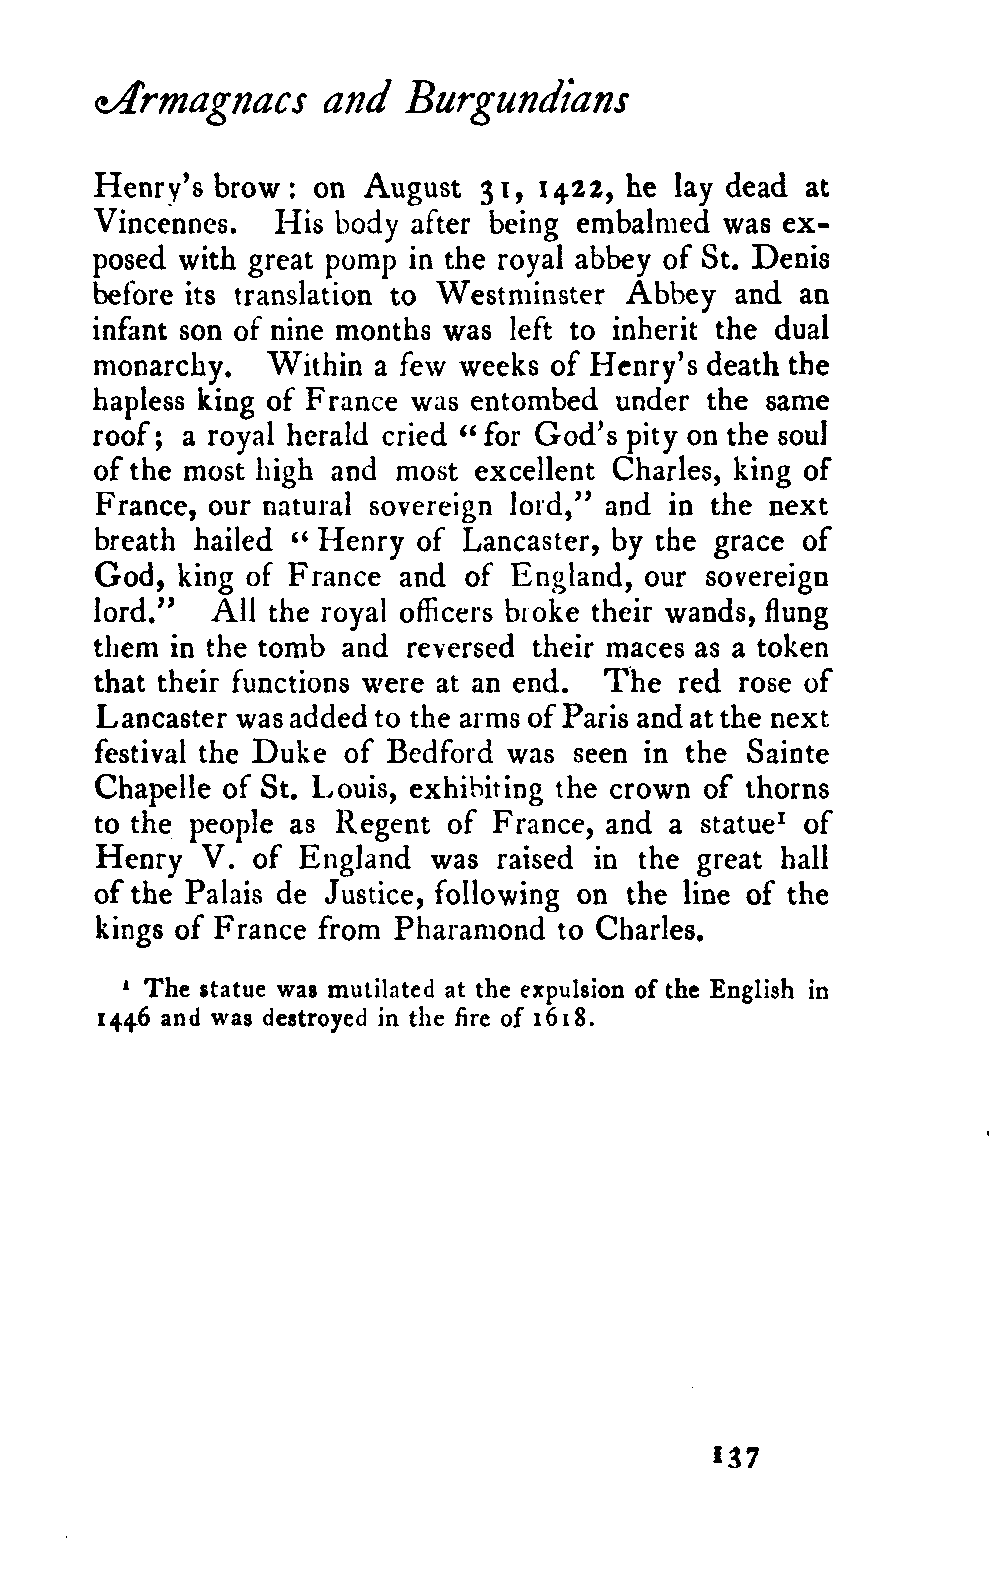 Armagnacs and Burgundians
Henry's brow: on August 31, 1422, he lay dead at
Vincennes. His body after being embalmed was ex-
posed with great pomp in the royal abbey of St. Denis
before its translation to Westminster Abbey and an
infant son of nine months was left to inherit the dual
monarchy. Within a few weeks of Henry's death the
hapless king of France was entombed under the same
roof; a royal herald cried "for God's pity on the soul
of the most high and most excellent Charles, king of
France, our natural sovereign lord," and in the next
breath hailed "Henry of Lancaster, by the grace of
God, king of France and of England, our sovereign
lord." All the royal officers broke their wands, flung
them in the tomb and reversed their maces as a token
that their functions were at an end. The red rose of
Lancaster was added to the arms of Paris and at the next
festival the Duke of Bedford was seen in the Sainte
Chapelle of St. Louis, exhibiting the crown of thorns
to the people as Regent of France, and a statue¹ of
Henry V. of England was raised in the great hall
of the Palais de Justice, following on the line of the
kings of France from Pharamond to Charles.
¹ The statue was mutilated at the expulsion of the English in
1446 and was destroyed in the fire of 1618.
137